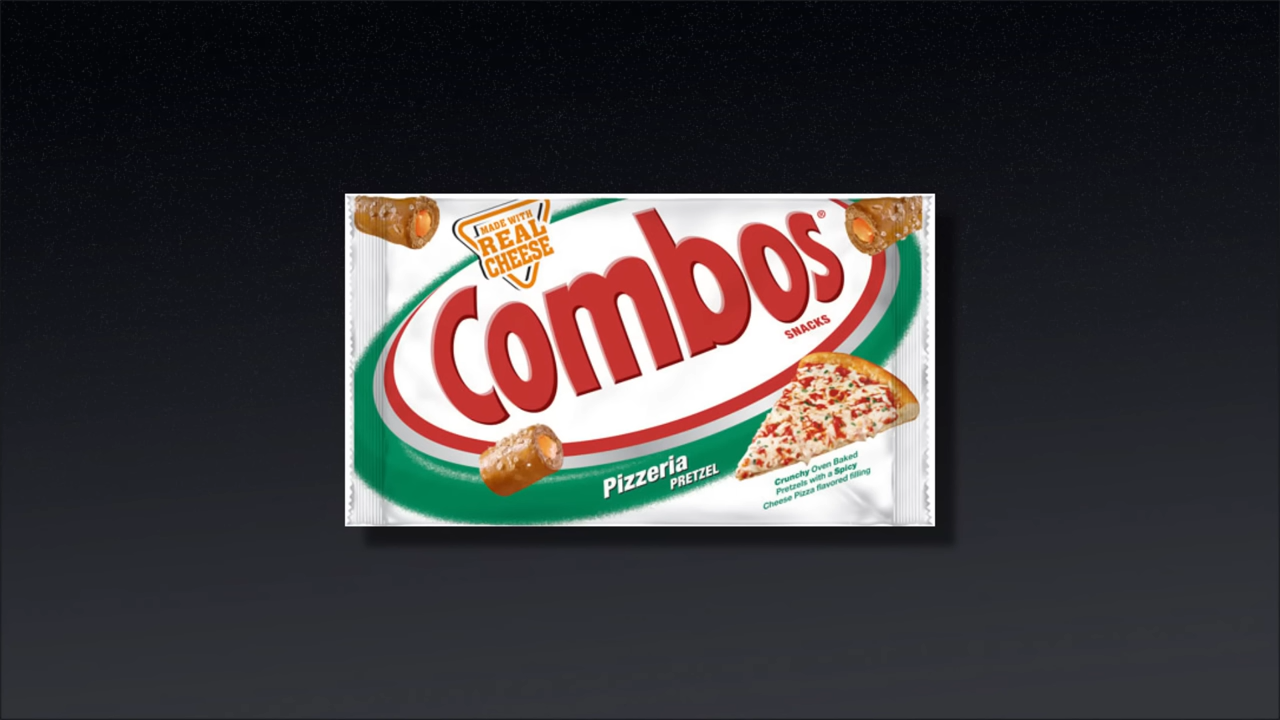 MADE WITH
REAL
CHEESE
Combos®
SNACKS
Pizzeria
PRETZEL
Crunchy Oven Baked
Pretzels with a Spicy
Cheese Pizza flavored filling